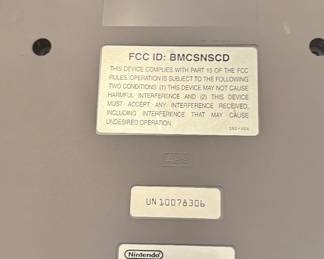 FCC ID: BMCSNSCD
THIS DEVICE COMPLIES WITH PART 15 OF THE FCC
RULES. OPERATION IS SUBJECT TO THE FOLLOWING
TWO CONDITIONS: (1) THIS DEVICE MAY NOT CAUSE
HARMFUL INTERFERENCE AND (2) THIS DEVICE
MUST ACCEPT ANY INTERFERENCE RECEIVED,
INCLUDING INTERFERENCE THAT MAY CAUSE
UNDESIRED OPERATION.
UN10078306
Nintendo